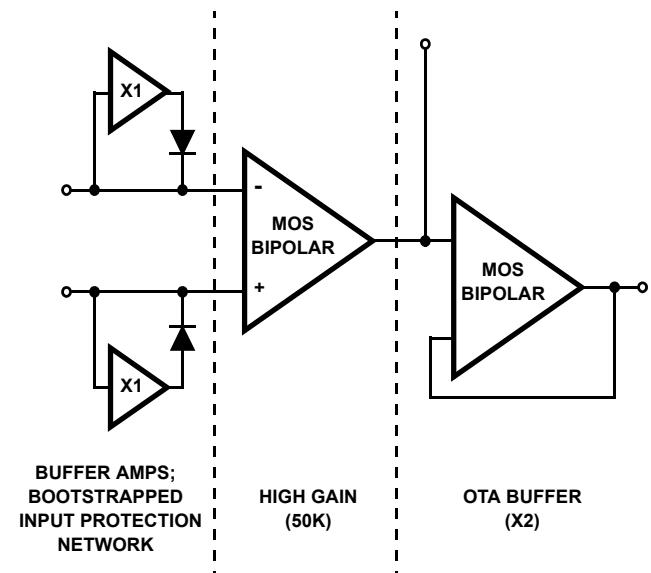 X1
-
MOS
BIPOLAR
+
MOS
BIPOLAR
X1
BUFFER AMPS;
BOOTSTRAPPED
INPUT PROTECTION
NETWORK
HIGH GAIN
(50K)
OTA BUFFER
(X2)